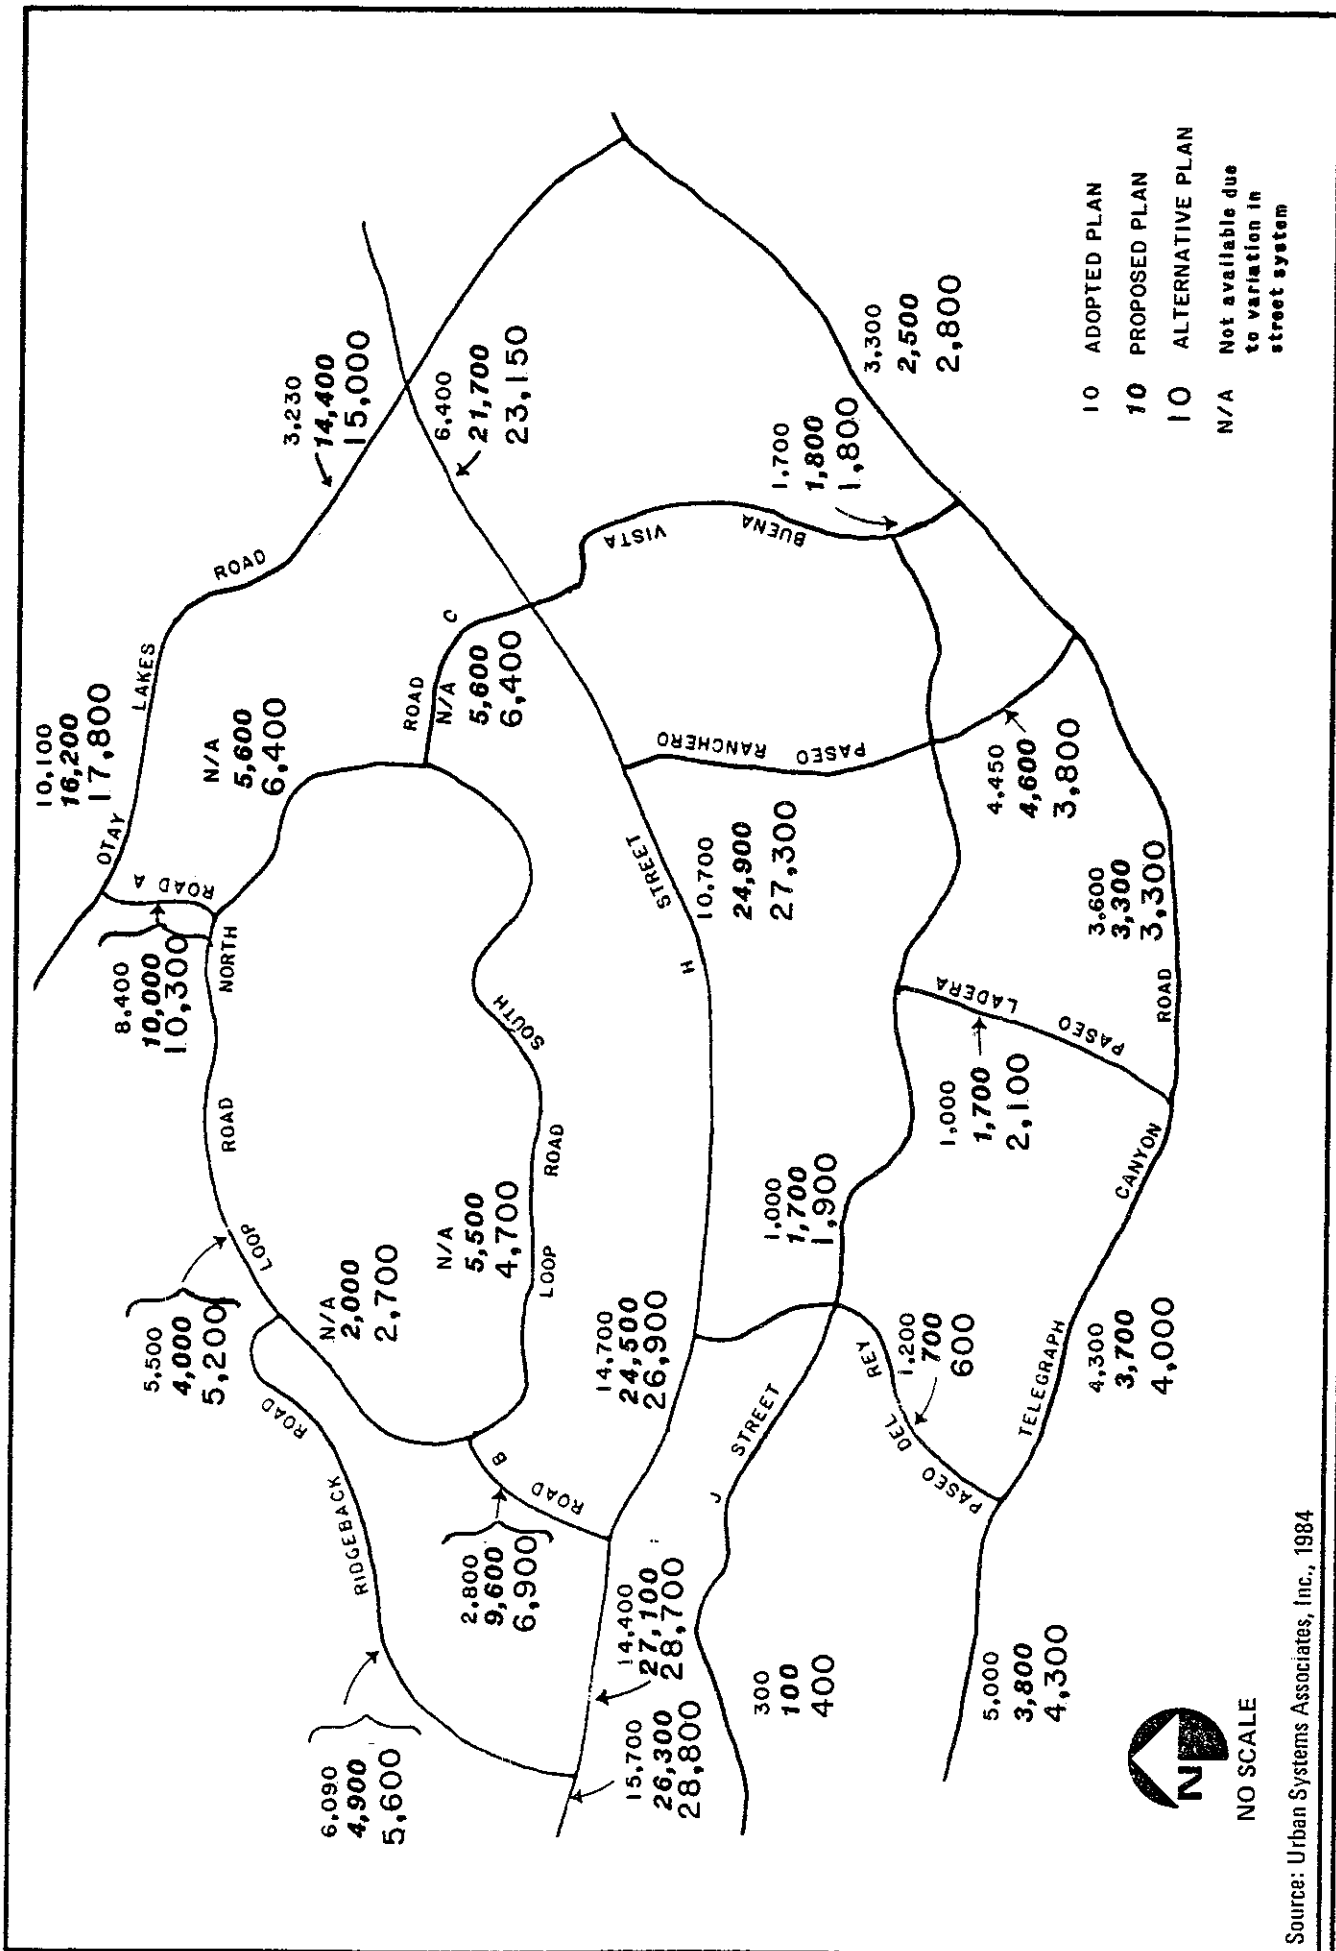 10,100
16,200
17,800
OTAY
LAKES
ROAD
3,230
14,400
15,000
N/A
5,600
6,400
ROAD A
8,400
10,000
10,300
NORTH
ROAD
LOOP
5,500
4,000
5,200
6,400
21,700
23,150
ROAD C
N/A
5,600
6,400
N/A
2,000
2,700
SOUTH
ROAD
LOOP
N/A
5,500
4,700
RIDGEBACK
ROAD
6,090
4,900
5,600
ROAD B
2,800
9,600
6,900
H
STREET
10,700
24,900
27,300
14,700
24,500
26,900
14,400
27,100
28,700
15,700
26,300
28,800
BUENA
VISTA
1,700
1,800
1,800
3,300
2,500
2,800
PASEO
RANCHERO
4,450
4,600
3,800
PASEO
LADERA
1,000
1,700
2,100
1,000
1,700
1,900
J
STREET
300
100
400
PASEO DEL REY
1,200
700
600
TELEGRAPH
CANYON
ROAD
3,600
3,300
3,300
4,300
3,700
4,000
5,000
3,800
4,300
10 ADOPTED PLAN
10 PROPOSED PLAN
10 ALTERNATIVE PLAN
N/A Not available due
to variation in
street system
N
NO SCALE
Source: Urban Systems Associates, Inc., 1984